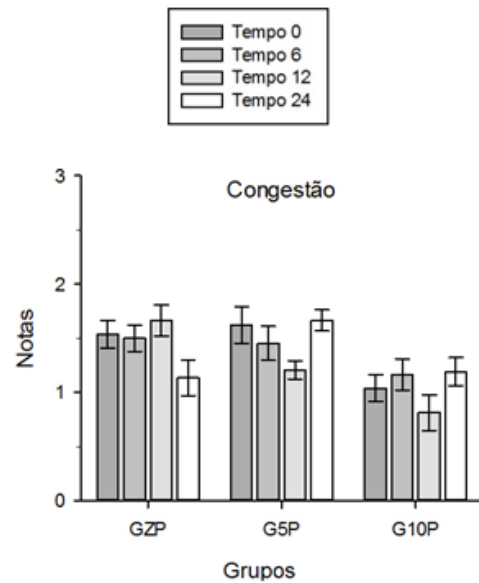 Tempo 0
Tempo 6
Tempo 12
Tempo 24
Congestão
3
2
1
0
Notas
GZP G5P G10P
Grupos